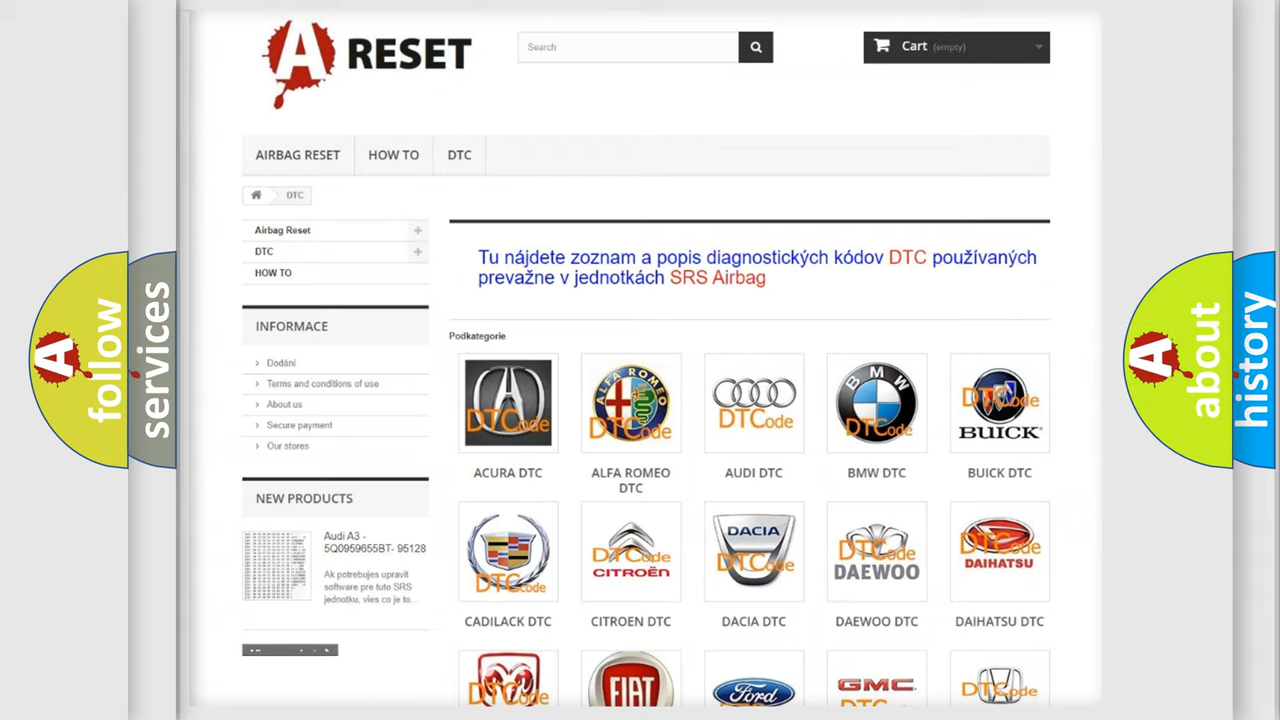 A RESET
Search
Cart (empty)
AIRBAG RESET
HOW TO
DTC
DTC
Airbag Reset
DTC
HOW TO
Tu nájdete zoznam a popis diagnostických kódov DTC používaných
prevažne v jednotkách SRS Airbag
INFORMACE
Dodání
Terms and conditions of use
About us
Secure payment
Our stores
NEW PRODUCTS
Audi A3 -
5Q0959655BT- 95128
Ak potrebujes upravit
software pre tuto SRS
jednotku, vies co je to...
Podkategorie
DTCode
ALFA ROMEO
DTCode
DTCode
BMW
DTCode
DTCode
BUICK
ACURA DTC
ALFA ROMEO
DTC
AUDI DTC
BMW DTC
BUICK DTC
DTCode
DTCode
CITROËN
DACIA
DTCode
DTCode
DAEWOO
DTCode
DAIHATSU
CADILACK DTC
CITROEN DTC
DACIA DTC
DAEWOO DTC
DAIHATSU DTC
DTCode
FIAT
Ford
GMC
DTCode
A follow
services
A about
history